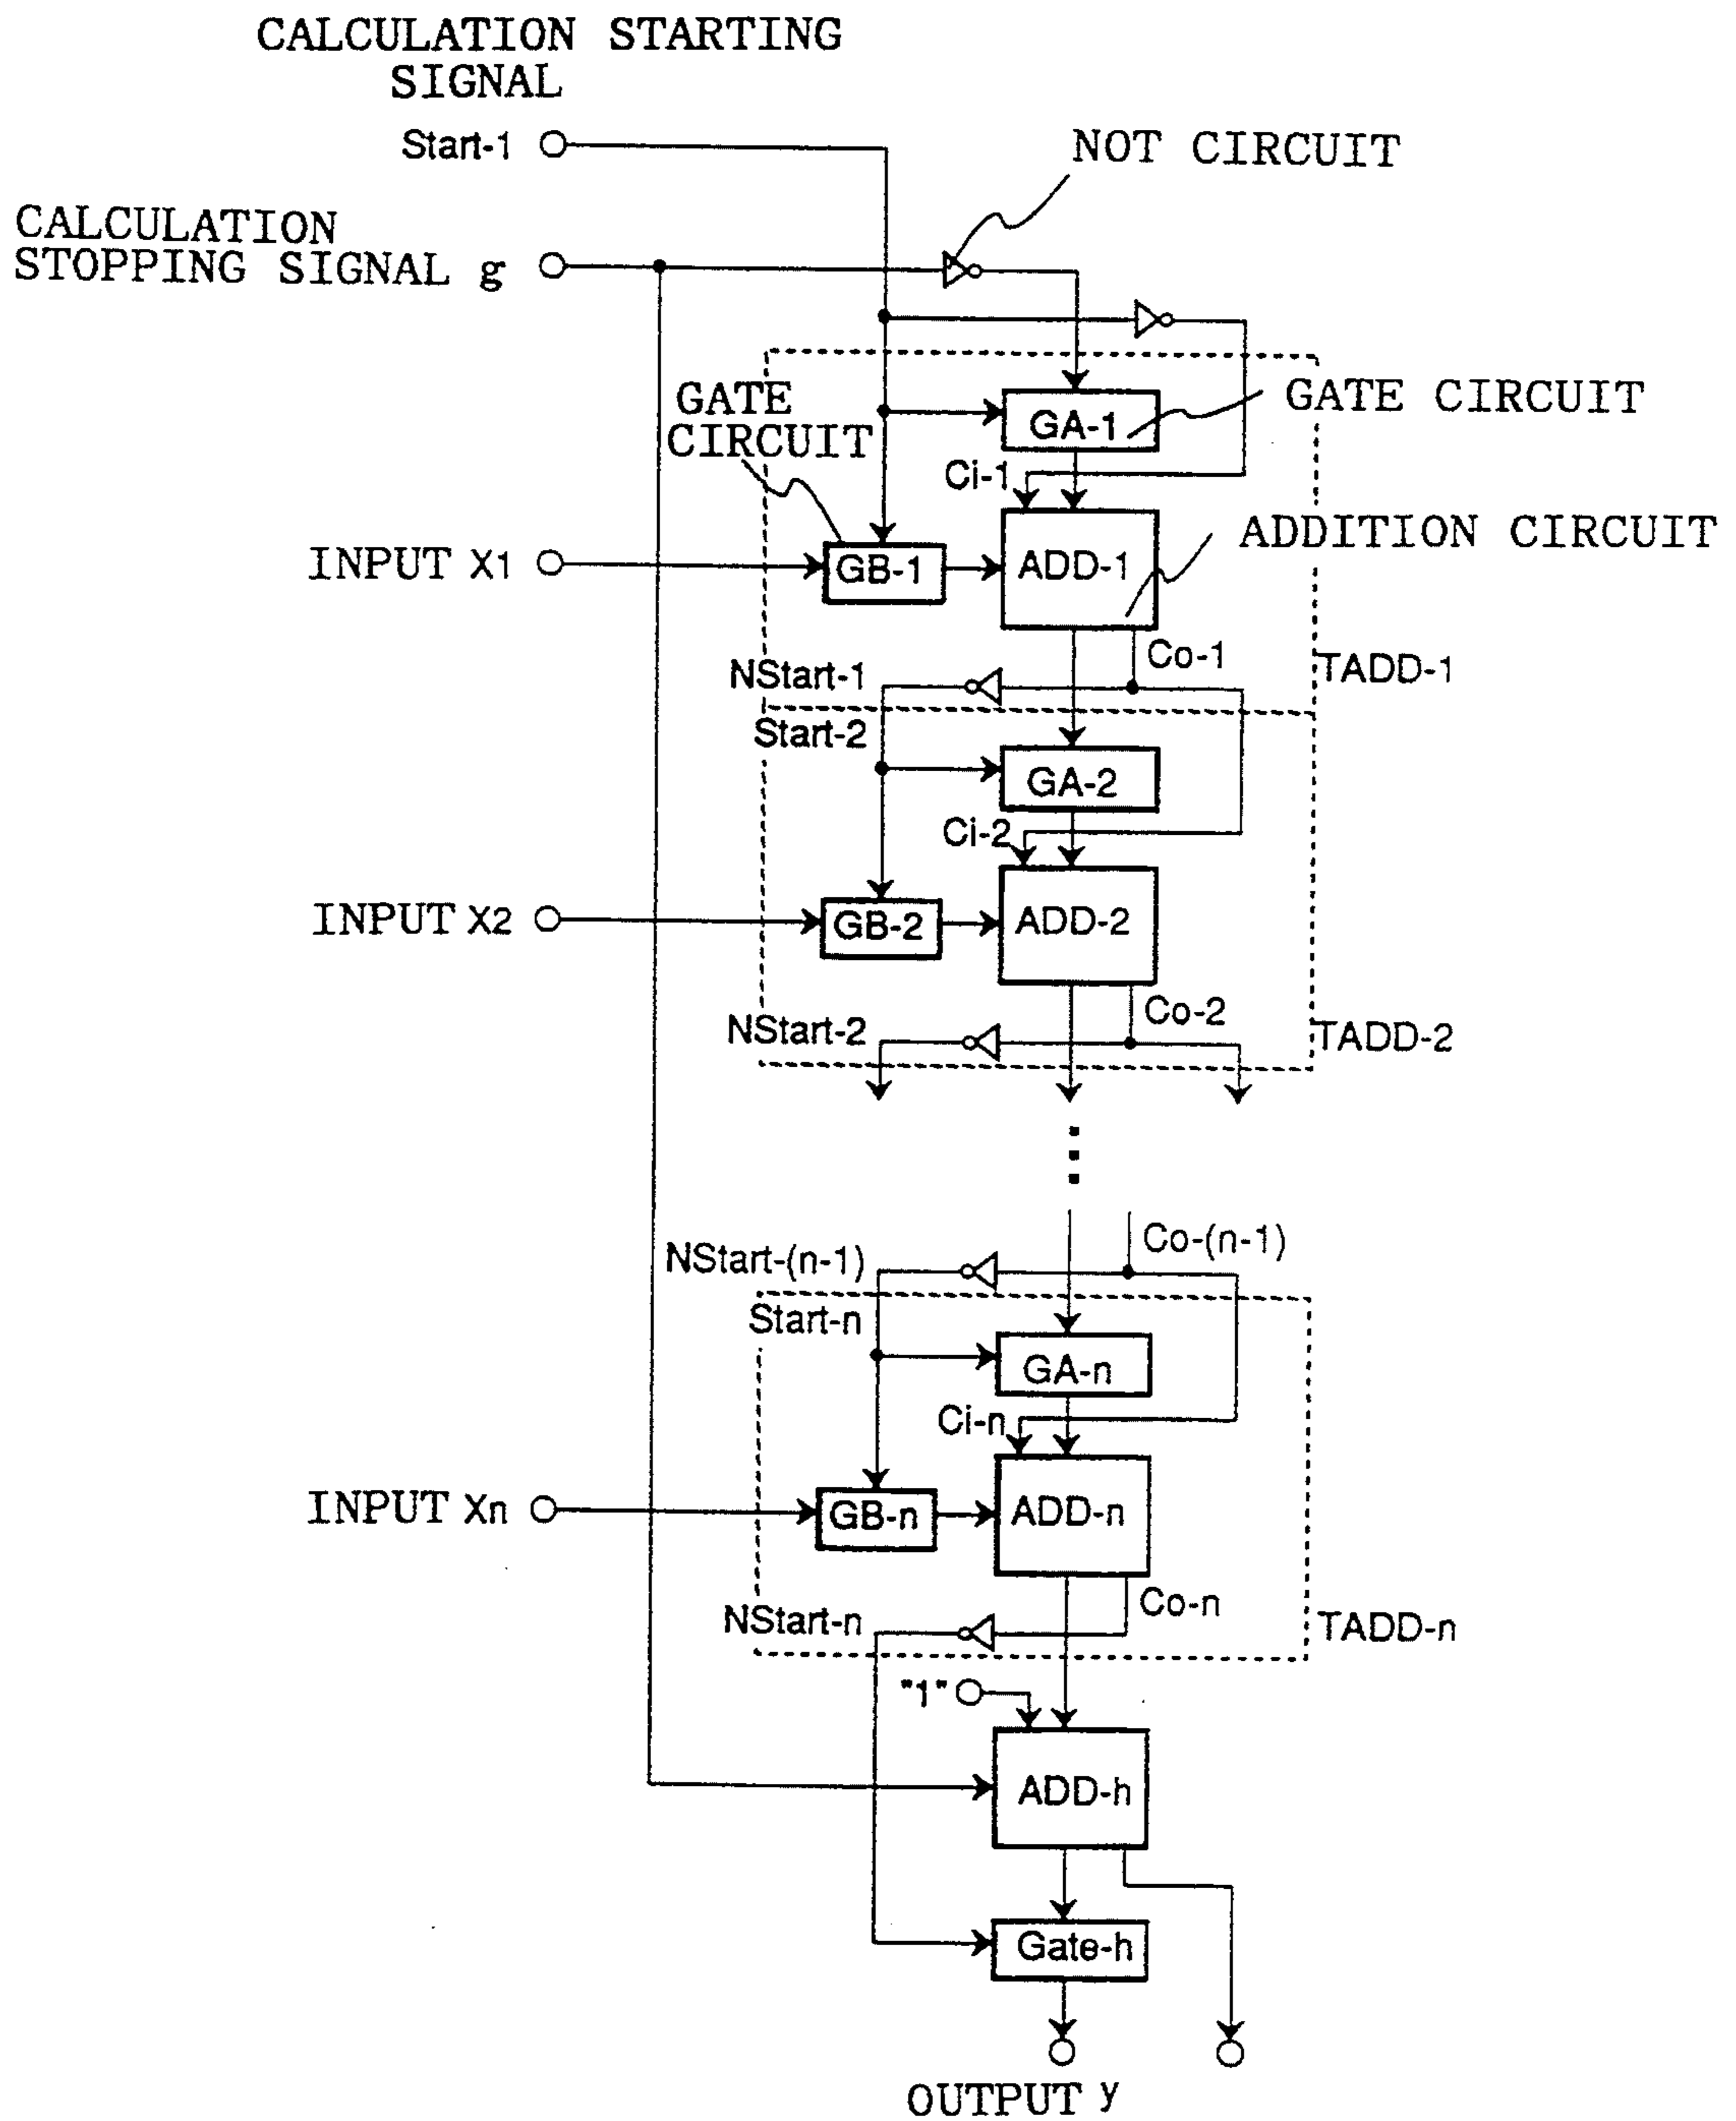 CALCULATION STARTING
SIGNAL
Start-1
NOT CIRCUIT
CALCULATION
STOPPING SIGNAL g
GATE
CIRCUIT
GA-1
GATE CIRCUIT
Ci-1
INPUT X1
GB-1
ADD-1
ADDITION CIRCUIT
Co-1
NStart-1
TADD-1
Start-2
GA-2
Ci-2
INPUT X2
GB-2
ADD-2
Co-2
NStart-2
TADD-2
Co-(n-1)
NStart-(n-1)
Start-n
GA-n
Ci-n
INPUT Xn
GB-n
ADD-n
Co-n
NStart-n
TADD-n
"1"
ADD-h
Gate-h
OUTPUT y